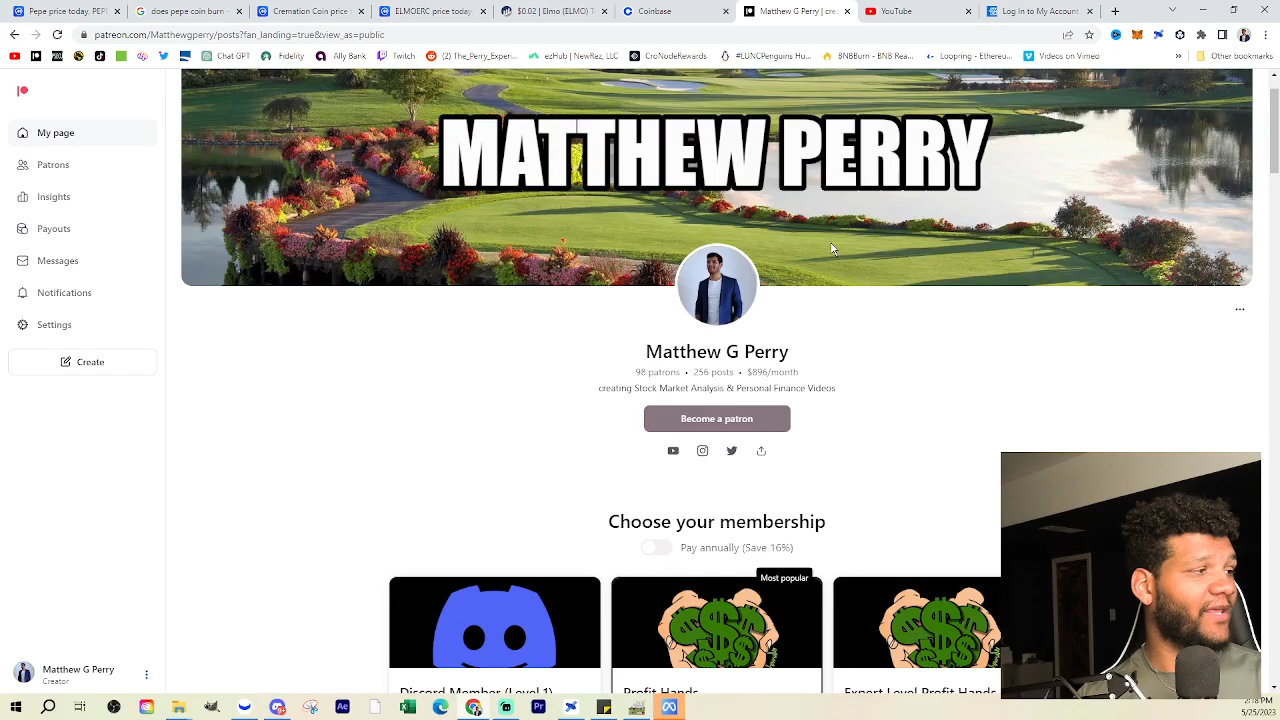 Pepe price today, PEPE
does pepe coin burn -
Cremation Coin price
ELMOERC price today,
$0.02 | Elmo (ELMO) T
Coinbase
Matthew G Perry | cre
YouTube
Log In to My Account
patreon.com/Matthewgperry/posts?fan_landing=true&view_as=public
Chat GPT
Fidelity
Ally Bank
Twitch
(2) The_Perry_Experi...
ezHub | NewRez, LLC
CroNodeRewards
#LUNCPenguins Hu...
BNBBurn - BNB Rea...
Loopring - Ethereu...
Videos on Vimeo
My page
Patrons
Insights
Payouts
Messages
Notifications
Settings
Create
MATTHEW PERRY
Matthew G Perry
98 patrons • 256 posts • $896/month
creating Stock Market Analysis & Personal Finance Videos
Become a patron
Choose your membership
Pay annually (Save 16%)
Most popular
Discord Member (Level 1)
Profit Hands
Expert Level Profit Hands
Matthew G Perry
Creator
2:18 PM
5/25/2023